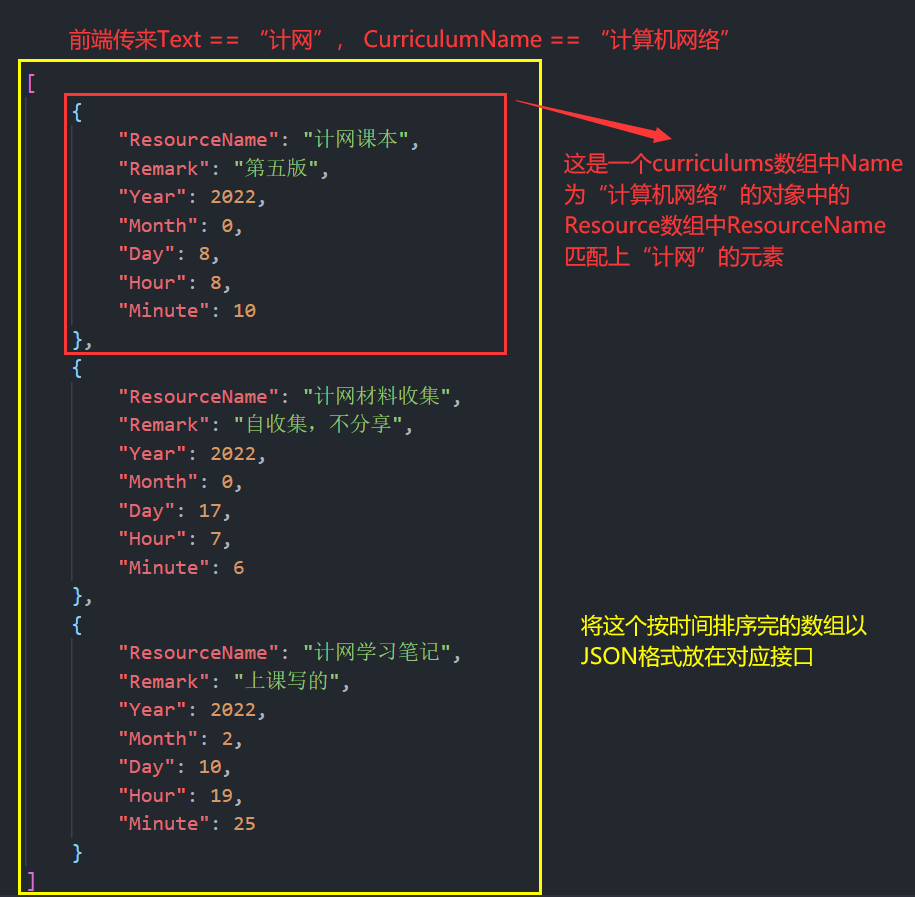 前端传来Text == “计网”， CurriculumName == “计算机网络”
[
{
"ResourceName": "计网课本",
"Remark": "第五版",
"Year": 2022,
"Month": 0,
"Day": 8,
"Hour": 8,
"Minute": 10
},
这是一个curriculums数组中Name
为“计算机网络”的对象中的
Resource数组中ResourceName
匹配上“计网”的元素
{
"ResourceName": "计网材料收集",
"Remark": "自收集，不分享",
"Year": 2022,
"Month": 0,
"Day": 17,
"Hour": 7,
"Minute": 6
},
{
"ResourceName": "计网学习笔记",
"Remark": "上课写的",
"Year": 2022,
"Month": 2,
"Day": 10,
"Hour": 19,
"Minute": 25
}
]
将这个按时间排序完的数组以
JSON格式放在对应接口